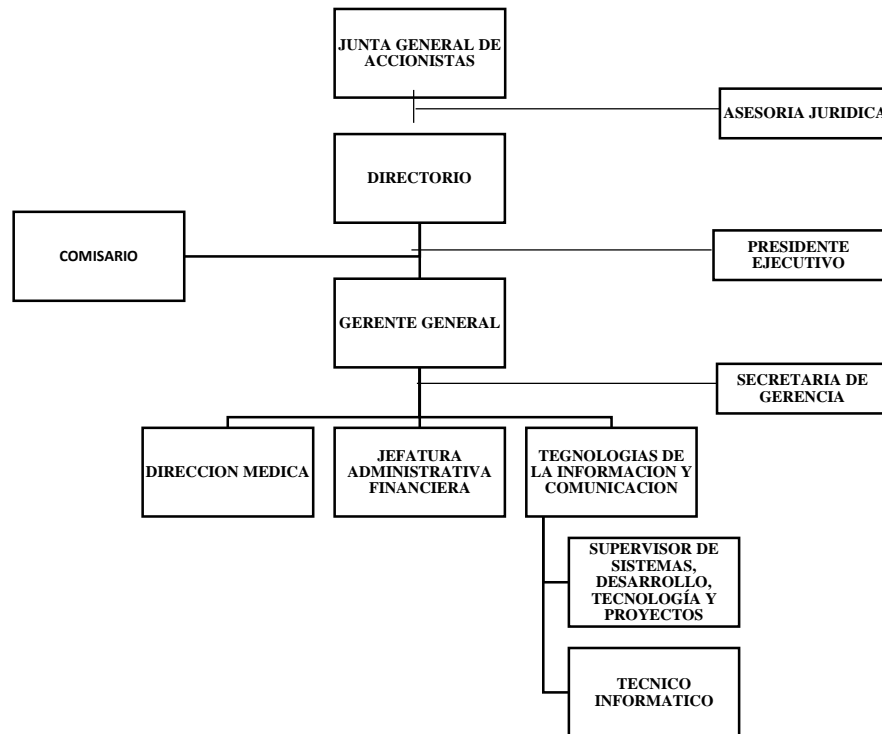 JUNTA GENERAL DE
ACCIONISTAS
ASESORIA JURIDICA
DIRECTORIO
COMISARIO
PRESIDENTE
EJECUTIVO
GERENTE GENERAL
SECRETARIA DE
GERENCIA
DIRECCION MEDICA
JEFATURA
ADMINISTRATIVA
FINANCIERA
TEGNOLOGIAS DE
LA INFORMACION Y
COMUNICACION
SUPERVISOR DE
SISTEMAS,
DESARROLLO,
TECNOLOGÍA Y
PROYECTOS
TECNICO
INFORMATICO